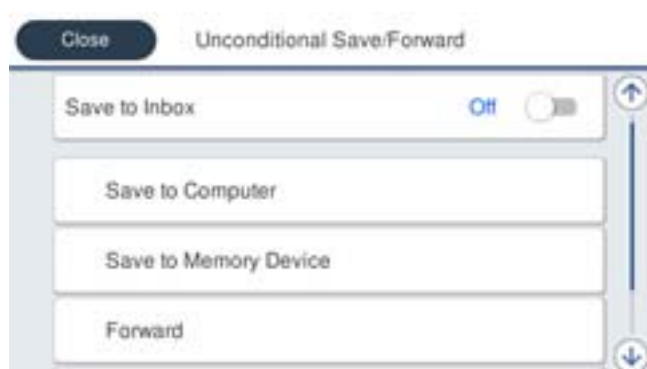 Close Unconditional Save/Forward
Save to Inbox Off
Save to Computer
Save to Memory Device
Forward